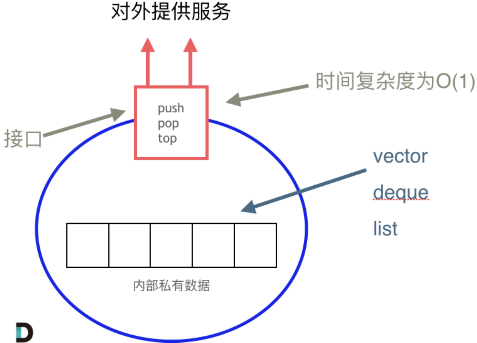 对外提供服务
时间复杂度为O(1)
push
pop
top
接口
vector
deque
list
内部私有数据